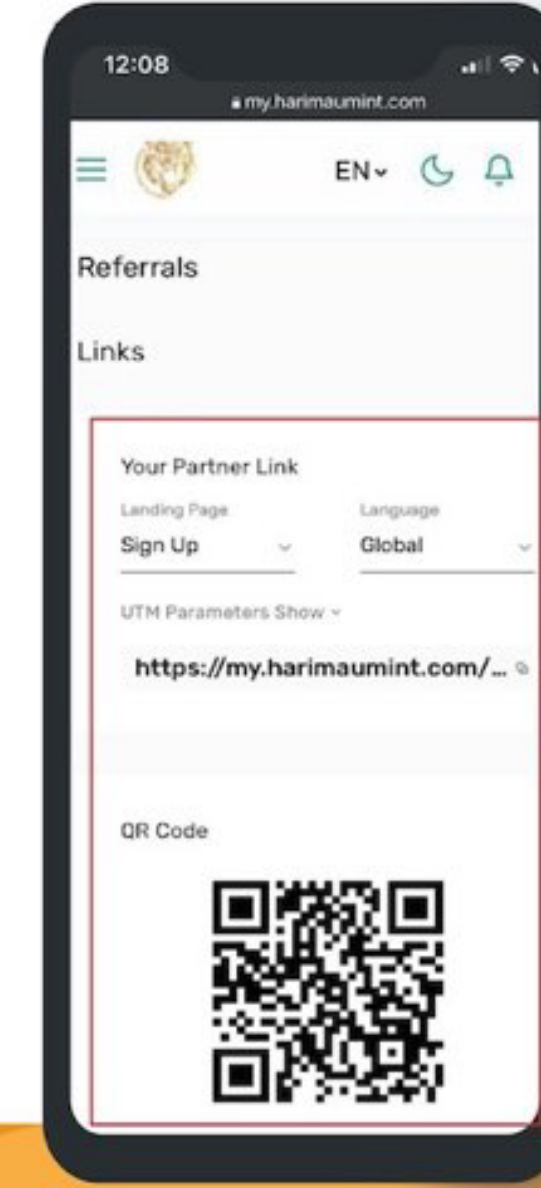 12:08
my.harimaumint.com
EN
Referrals
Links
Your Partner Link
Landing Page Language
Sign Up Global
UTM Parameters Show
https://my.harimaumint.com/...
QR Code